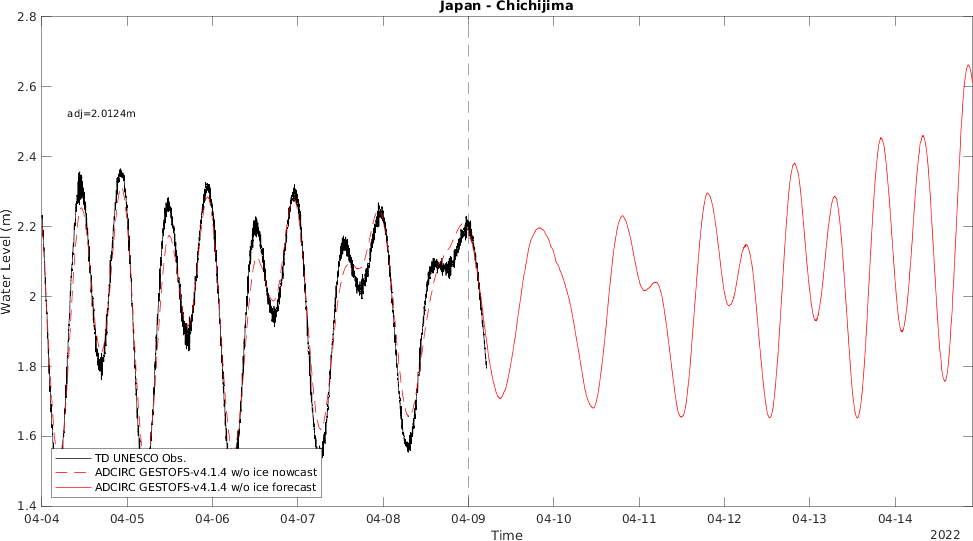 Japan - Chichijima
2.8
2.6
2.4
2.2
2
1.8
1.6
1.4
Water Level (m)
adj=2.0124m
TD UNESCO Obs.
ADCIRC GESTOFS-v4.1.4 w/o ice nowcast
ADCIRC GESTOFS-v4.1.4 w/o ice forecast
04-04 04-05 04-06 04-07 04-08 04-09 04-10 04-11 04-12 04-13 04-14
Time
2022